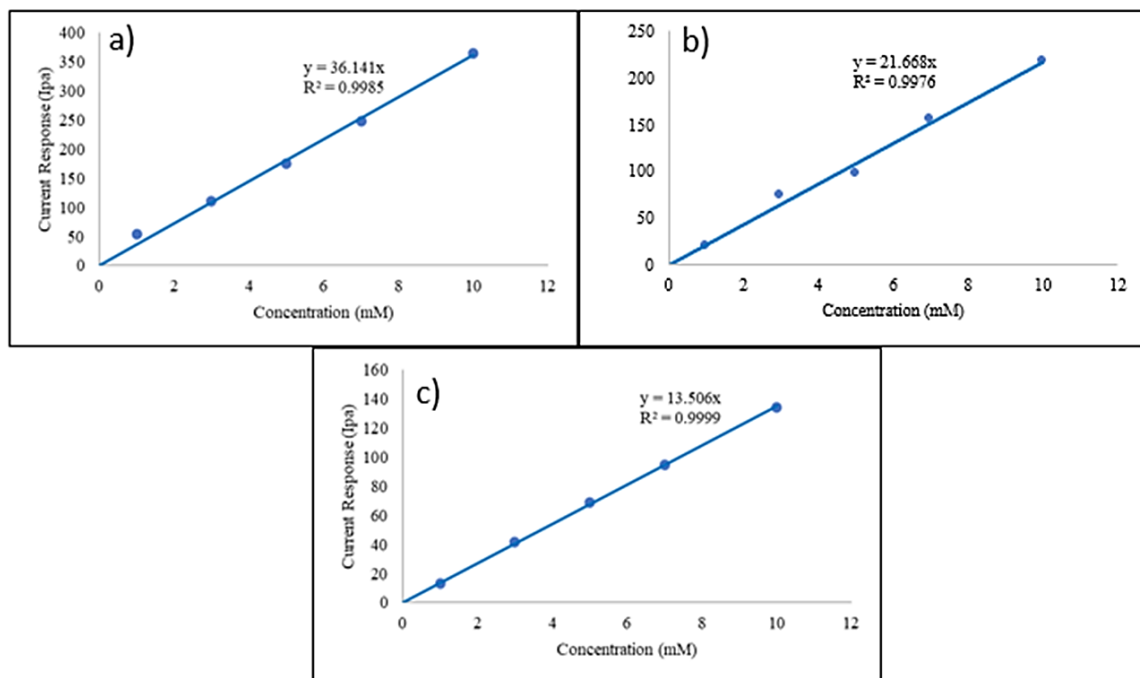 a)
y = 36.141x
R² = 0.9985
400
350
300
250
200
150
100
50
0
Current Response (Ipa)
0 2 4 6 8 10 12
Concentration (mM)
b)
y = 21.668x
R² = 0.9976
250
200
150
100
50
0
0 2 4 6 8 10 12
Concentration (mM)
c)
y = 13.506x
R² = 0.9999
160
140
120
100
80
60
40
20
0
Current Response (Ipa)
0 2 4 6 8 10 12
Concentration (mM)